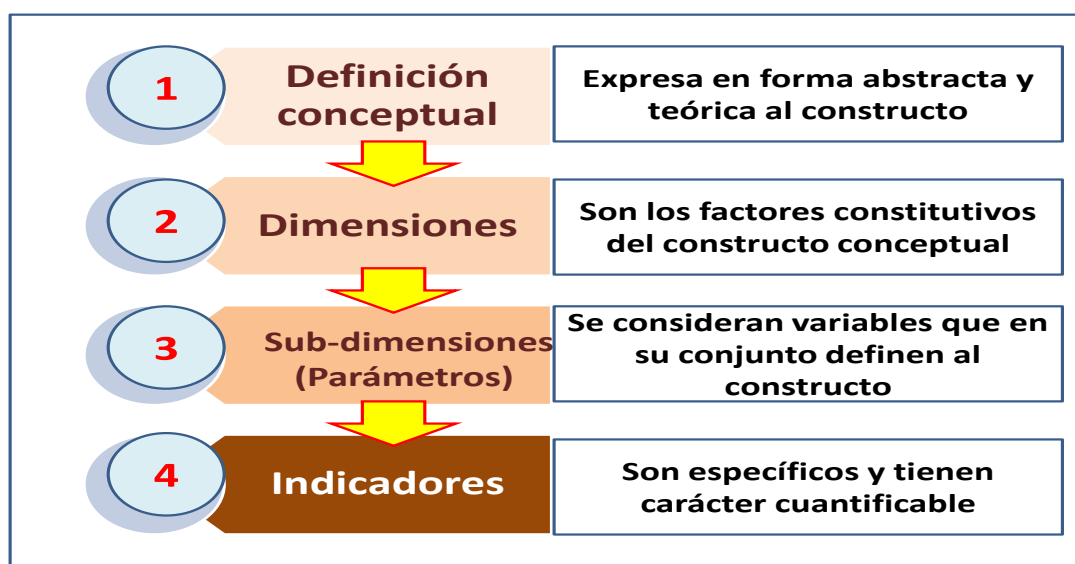 1
Definición
conceptual
Expresa en forma abstracta y
teórica al constructo
2
Dimensiones
Son los factores constitutivos
del constructo conceptual
3
Sub-dimensiones
(Parámetros)
Se consideran variables que en
su conjunto definen al
constructo
4
Indicadores
Son específicos y tienen
carácter cuantificable